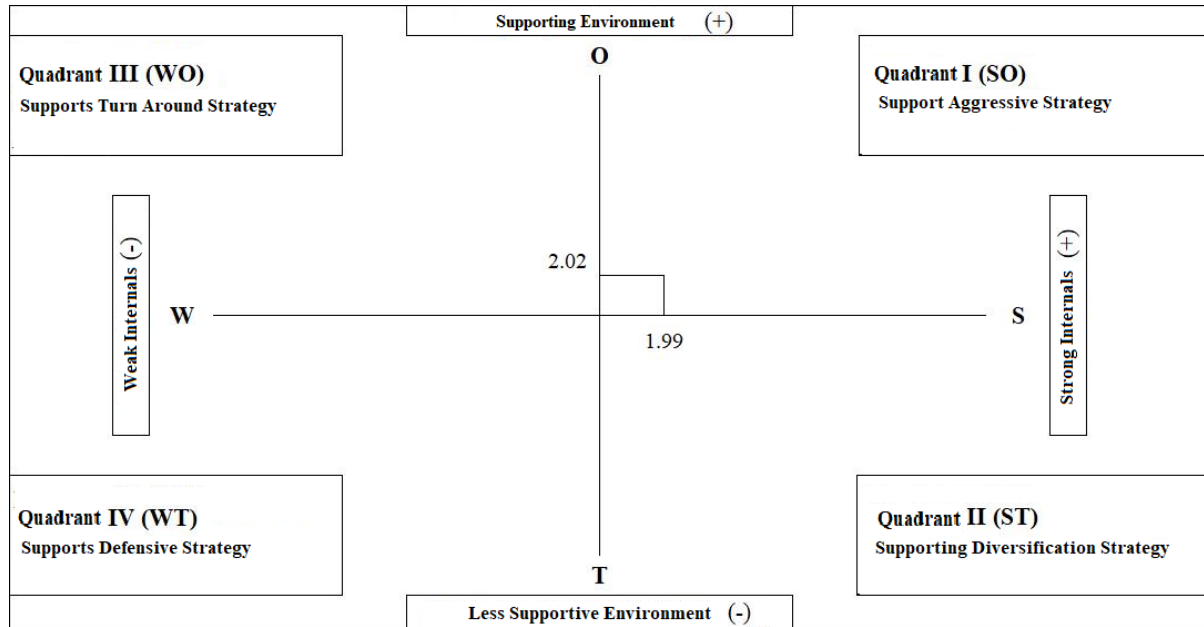 Supporting Environment (+)
O
Quadrant III (WO)
Supports Turn Around Strategy
Quadrant I (SO)
Support Aggressive Strategy
Weak Internals (-)
W
2.02
1.99
S
Strong Internals (+)
Quadrant IV (WT)
Supports Defensive Strategy
Quadrant II (ST)
Supporting Diversification Strategy
T
Less Supportive Environment (-)